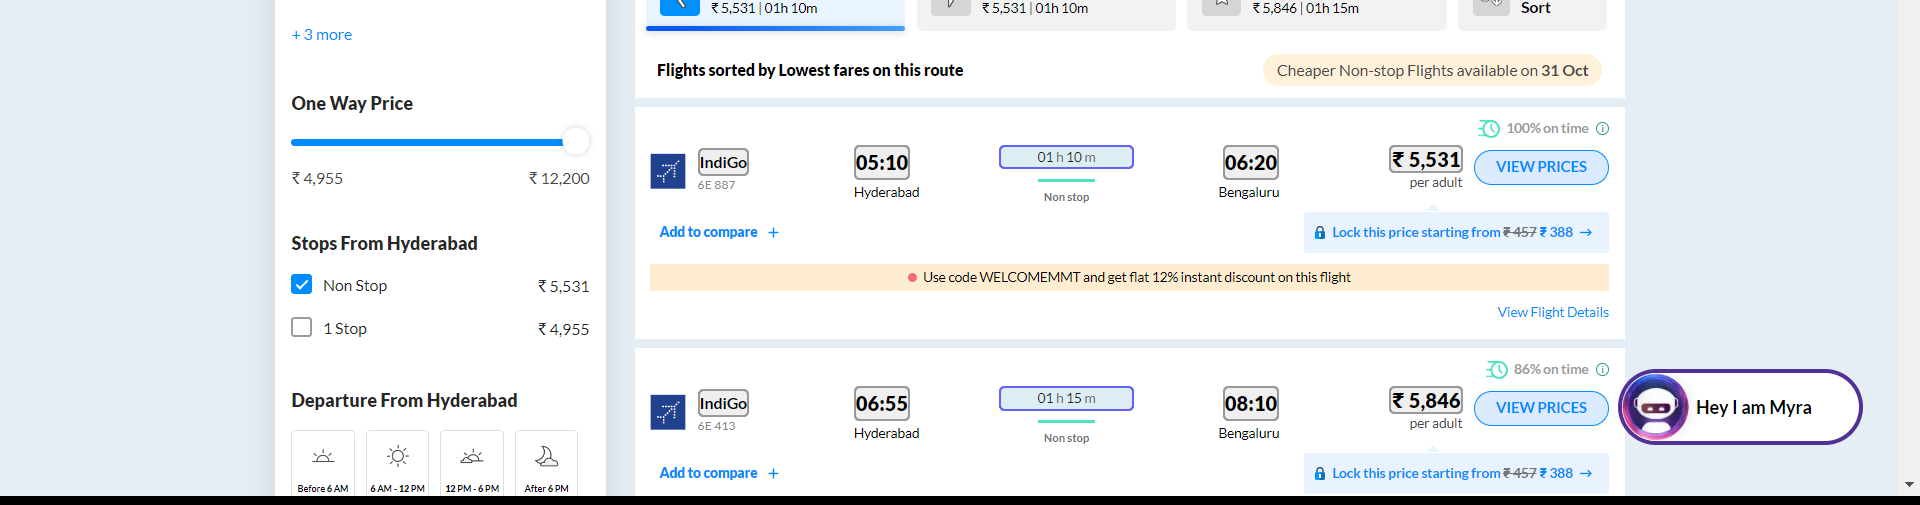 ₹ 5,531 | 01h 10m
₹ 5,531 | 01h 10m
₹ 5,846 | 01h 15m
Sort
+ 3 more
One Way Price
₹ 4,955 ₹ 12,200
Stops From Hyderabad
Non Stop ₹ 5,531
1 Stop ₹ 4,955
Departure From Hyderabad
Before 6 AM
6 AM - 12 PM
12 PM - 6 PM
After 6 PM
Flights sorted by Lowest fares on this route
Cheaper Non-stop Flights available on 31 Oct
100% on time
IndiGo
6E 887
05:10
Hyderabad
01 h 10 m
Non stop
06:20
Bengaluru
₹ 5,531
per adult
VIEW PRICES
Add to compare +
Lock this price starting from ₹ 457 ₹ 388 →
Use code WELCOMEMMT and get flat 12% instant discount on this flight
View Flight Details
86% on time
IndiGo
6E 413
06:55
Hyderabad
01 h 15 m
Non stop
08:10
Bengaluru
₹ 5,846
per adult
VIEW PRICES
Add to compare +
Lock this price starting from ₹ 457 ₹ 388 →
Hey I am Myra